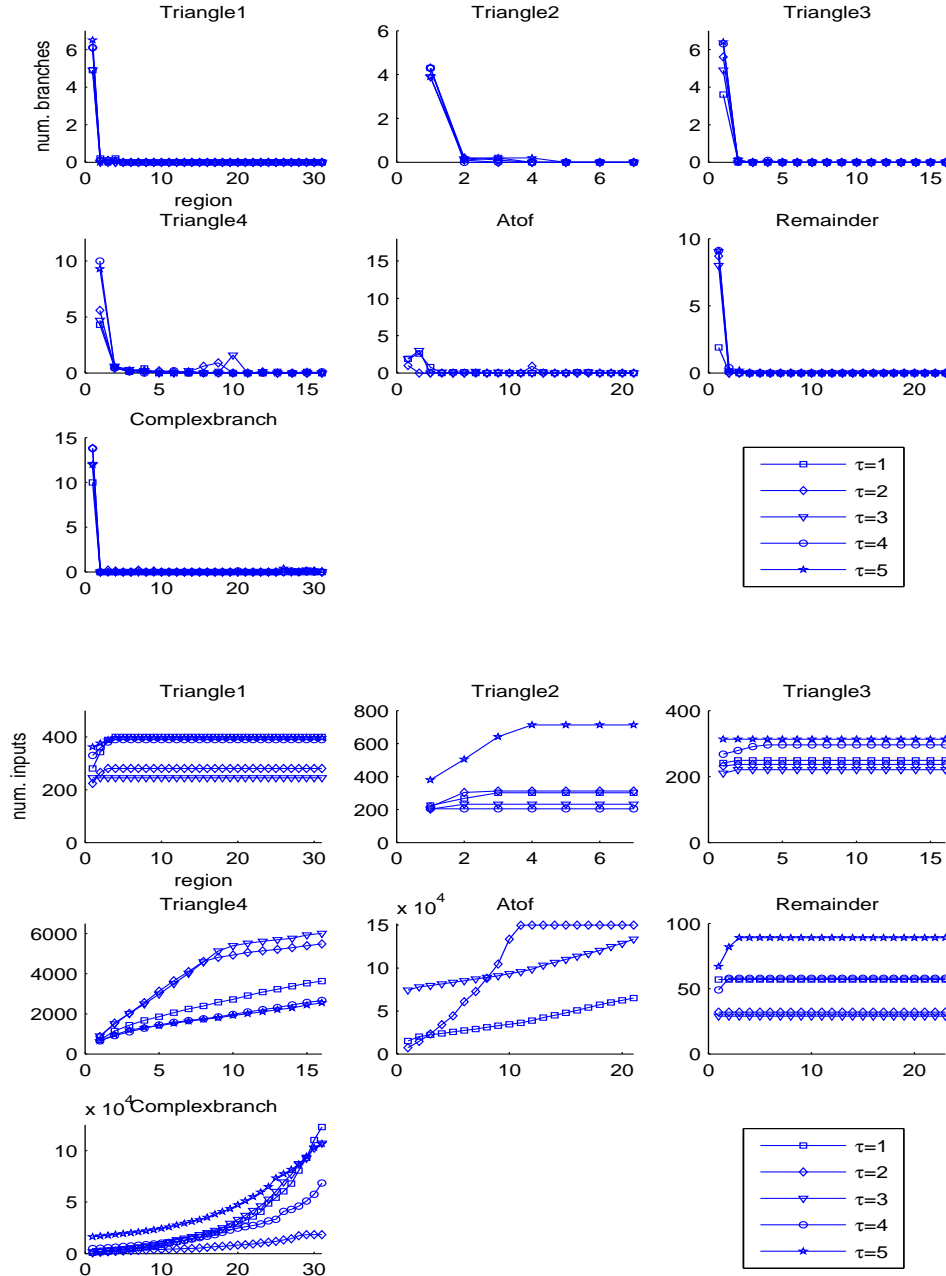 Triangle1
Triangle2
Triangle3
num. branches
6
4
2
0
0 10 20 30
region
6
4
2
0
0 2 4 6
6
4
2
0
0 5 10 15
Triangle4
Atof
Remainder
10
5
0
0 5 10 15
15
10
5
0
0 10 20
10
5
0
0 10 20
Complexbranch
15
10
5
0
0 10 20 30
τ=1
τ=2
τ=3
τ=4
τ=5
Triangle1
Triangle2
Triangle3
num. inputs
400
200
0
0 10 20 30
region
800
600
400
200
0
0 2 4 6
400
200
0
0 5 10 15
Triangle4
Atof
Remainder
6000
4000
2000
0
0 5 10 15
x 10^4
15
10
5
0
0 10 20
100
50
0
0 10 20
x 10^4
Complexbranch
10
5
0
0 10 20 30
τ=1
τ=2
τ=3
τ=4
τ=5